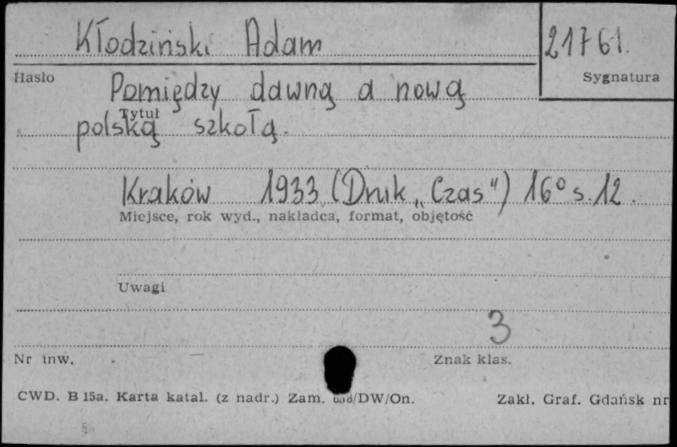 Kłodziński Adam
21761.
Hasło
Sygnatura
Pomiędzy dawną a nową
Tytuł
polską szkołą.
Kraków 1933 (Druk „Czas") 16° s. 12.
Miejsce, rok wyd., nakładca, format, objętość
Uwagi
3
Nr inw.
Znak klas.
CWD. B 15a. Karta katal. (z nadr.) Zam. /DW/On.
Zakł. Graf. Gdańsk nr